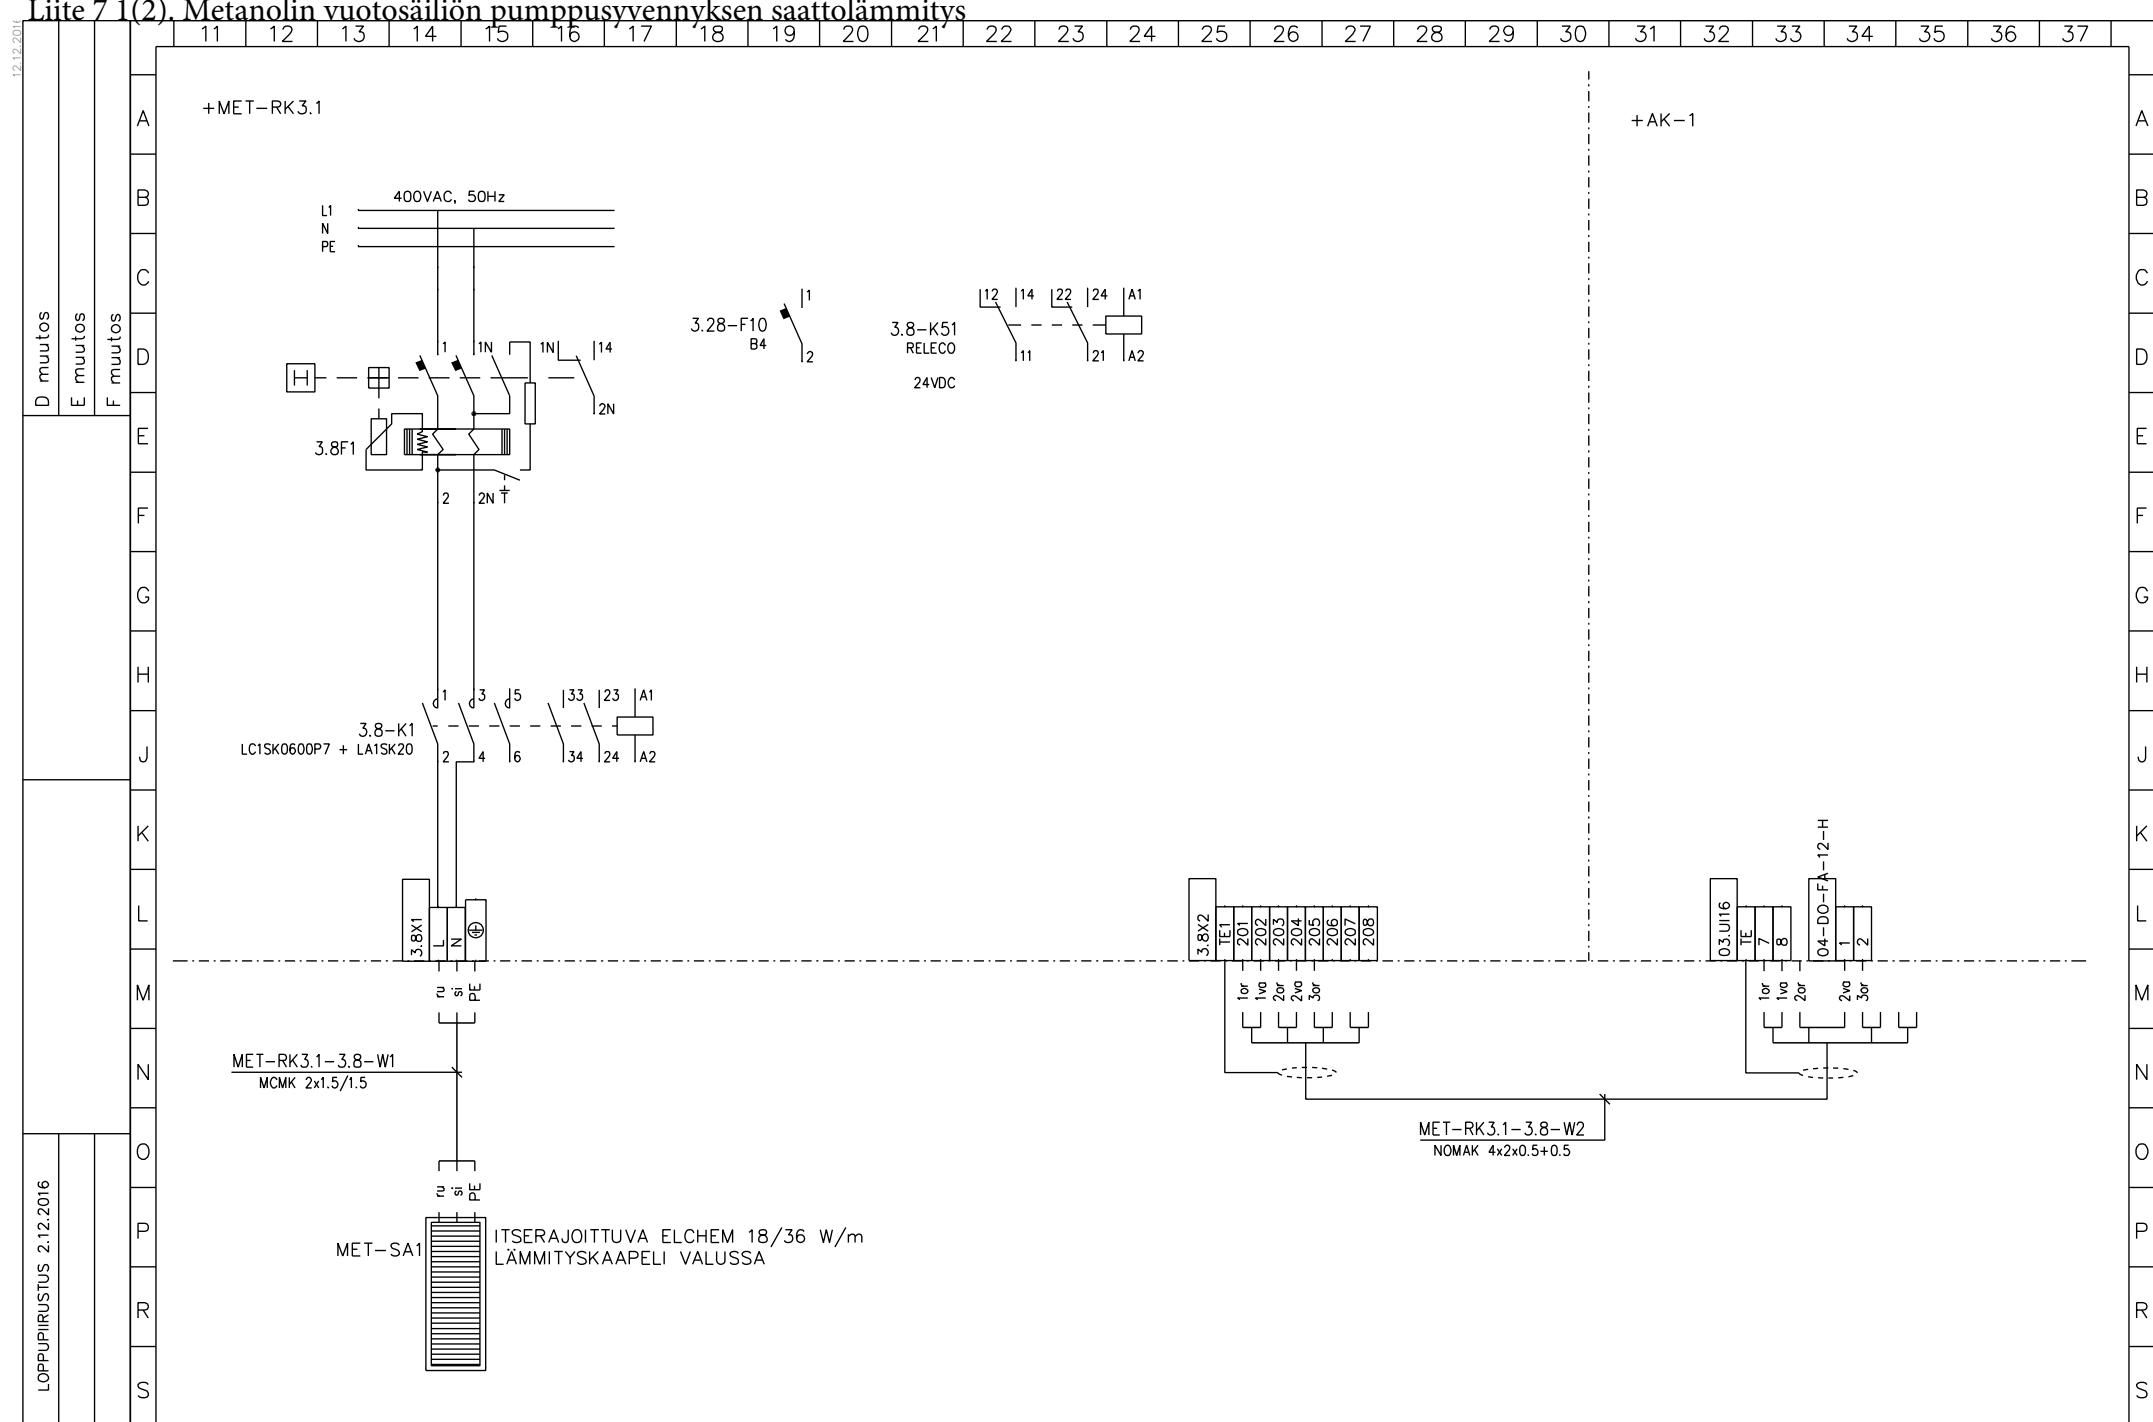 Liite 7 1(2). Metanolin vuotosäiliön pumppusyvennyksen saattolämmitys
12.12.2016
11 12 13 14 15 16 17 18 19 20 21 22 23 24 25 26 27 28 29 30 31 32 33 34 35 36 37
A
B
C
D
E
F
G
H
J
K
L
M
N
O
P
R
S
D muutos
E muutos
F muutos
LOPPUPIIRUSTUS 2.12.2016
+MET-RK3.1
+AK-1
400VAC, 50Hz
L1
N
PE
1 1N 1N 14
2N
3.8F1
2 2N T
3.28-F10
B4
1
2
3.8-K51
RELECO
24VDC
12 14 22 24 A1
11 21 A2
3.8-K1
LC1SK0600P7 + LA1SK20
1 3 5 33 23 A1
2 4 6 34 24 A2
3.8X1 L N
ru si PE
MET-RK3.1-3.8-W1
MCMK 2x1.5/1.5
ru si PE
MET-SA1
ITSERAJOITTUVA ELCHEM 18/36 W/m
LÄMMITYSKAAPELI VALUSSA
3.8X2 TE1 201 202 203 204 205 206 207 208
1or 1va 2or 2va 3or
MET-RK3.1-3.8-W2
NOMAK 4x2x0.5+0.5
03.UI16 TE 7 8
04-DO-FA-12-H 1 2
1or 1va 2or 2va 3or
A
B
C
D
E
F
G
H
J
K
L
M
N
O
P
R
S